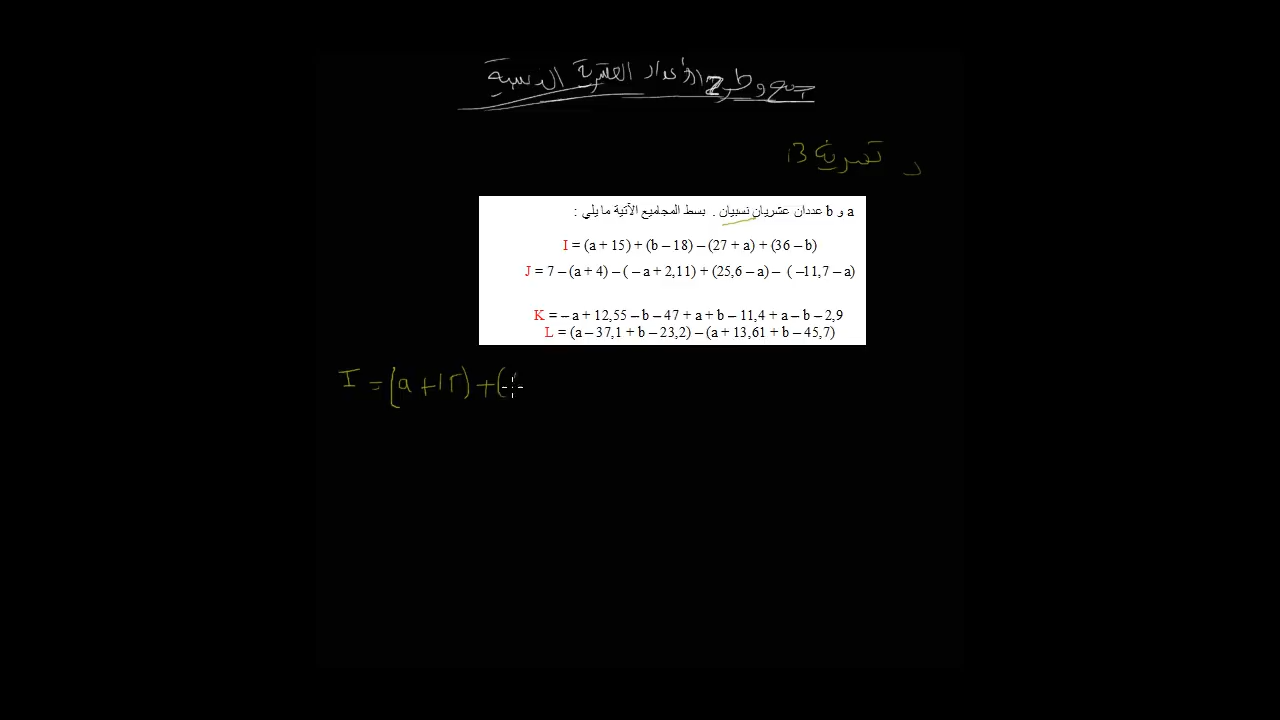 جمع وطرح الأعداد العشرية النسبية
د تمرين 13
a و b عددان عشريان نسبيان . بسط المجاميع الآتية ما يلي :
I = (a + 15) + (b – 18) – (27 + a) + (36 – b)
J = 7 – (a + 4) – ( – a + 2,11) + (25,6 – a) – ( –11,7 – a)
K = – a + 12,55 – b – 47 + a + b – 11,4 + a – b – 2,9
L = (a – 37,1 + b – 23,2) – (a + 13,61 + b – 45,7)
I = (a + 15) + (